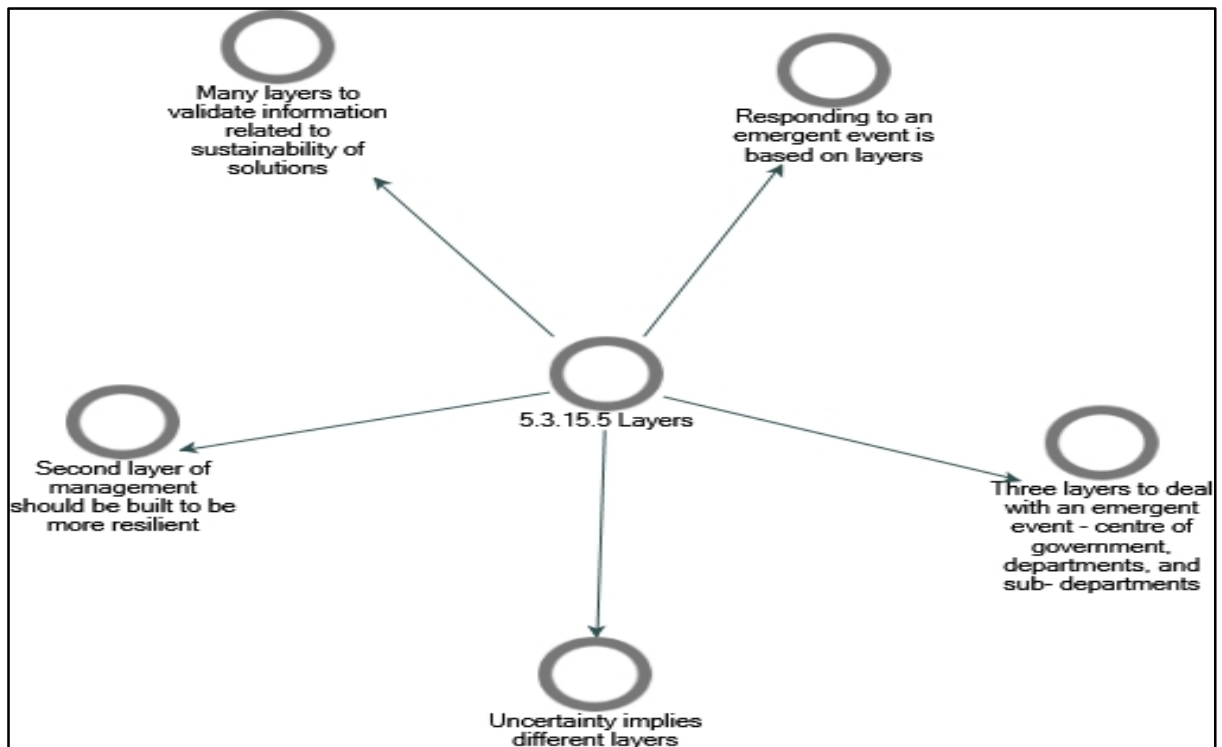 Many layers to
validate information
related to
sustainability of
solutions
Responding to an
emergent event is
based on layers
5.3.15.5 Layers
Second layer of
management
should be built to be
more resilient
Three layers to deal
with an emergent
event - centre of
government,
departments, and
sub- departments
Uncertainty implies
different layers